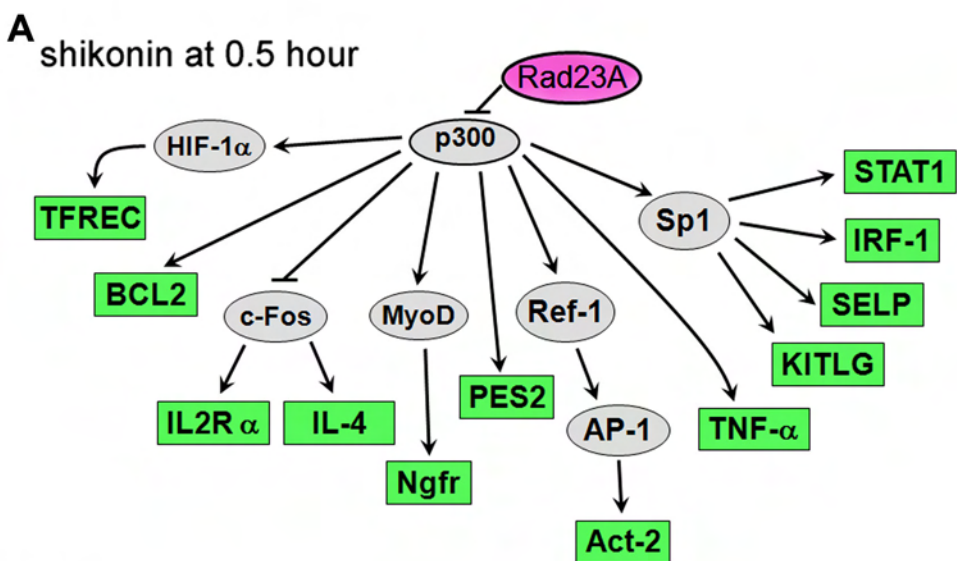 A
shikonin at 0.5 hour
Rad23A
p300
HIF-1α
STAT1
TFREC
Sp1
IRF-1
BCL2
c-Fos
MyoD
Ref-1
SELP
KITLG
PES2
IL2R α
IL-4
AP-1
TNF-α
Ngfr
Act-2